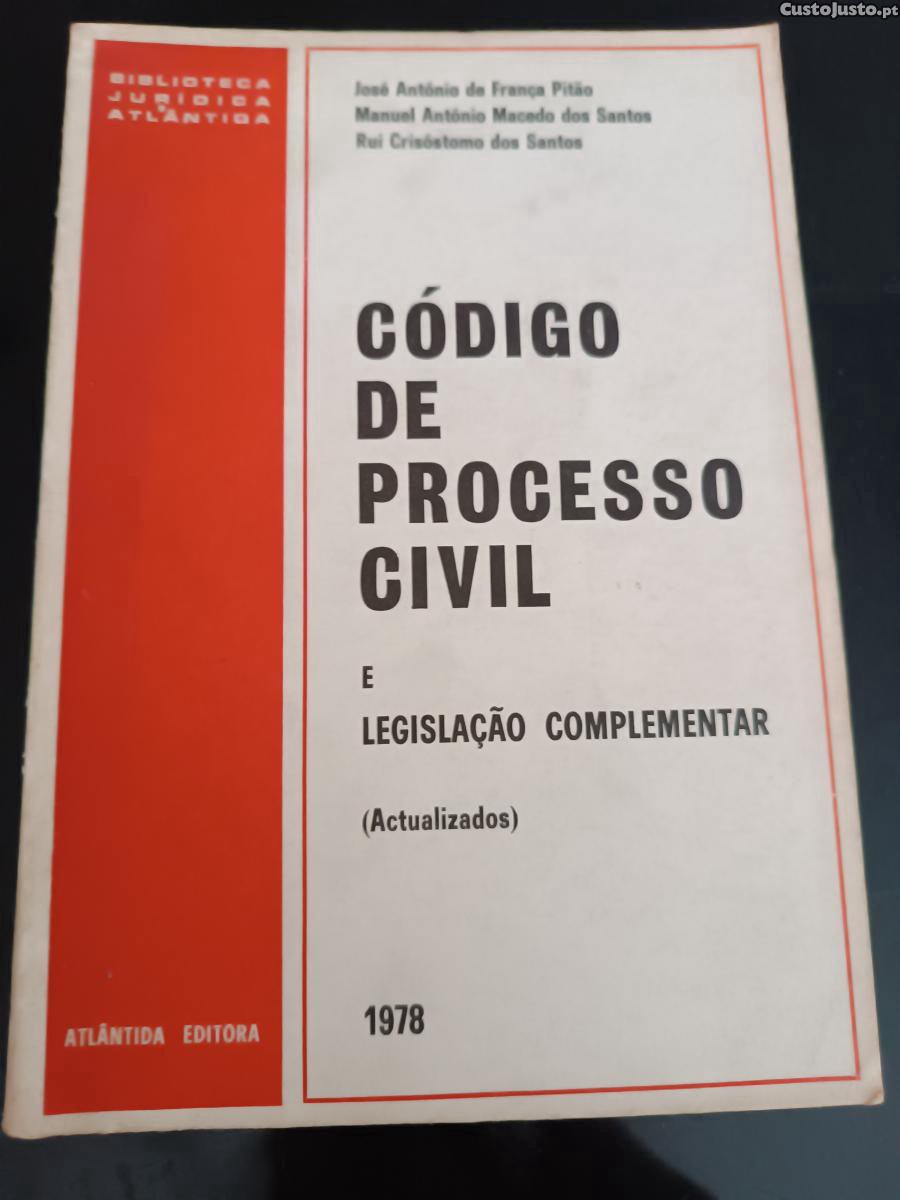 CustoJusto.pt
BIBLIOTECA
JURÍDICA
ATLÂNTIDA
José António de França Pitão
Manuel António Macedo dos Santos
Rui Crisóstomo dos Santos
CÓDIGO
DE
PROCESSO
CIVIL
E
LEGISLAÇÃO COMPLEMENTAR
(Actualizados)
1978
ATLÂNTIDA EDITORA